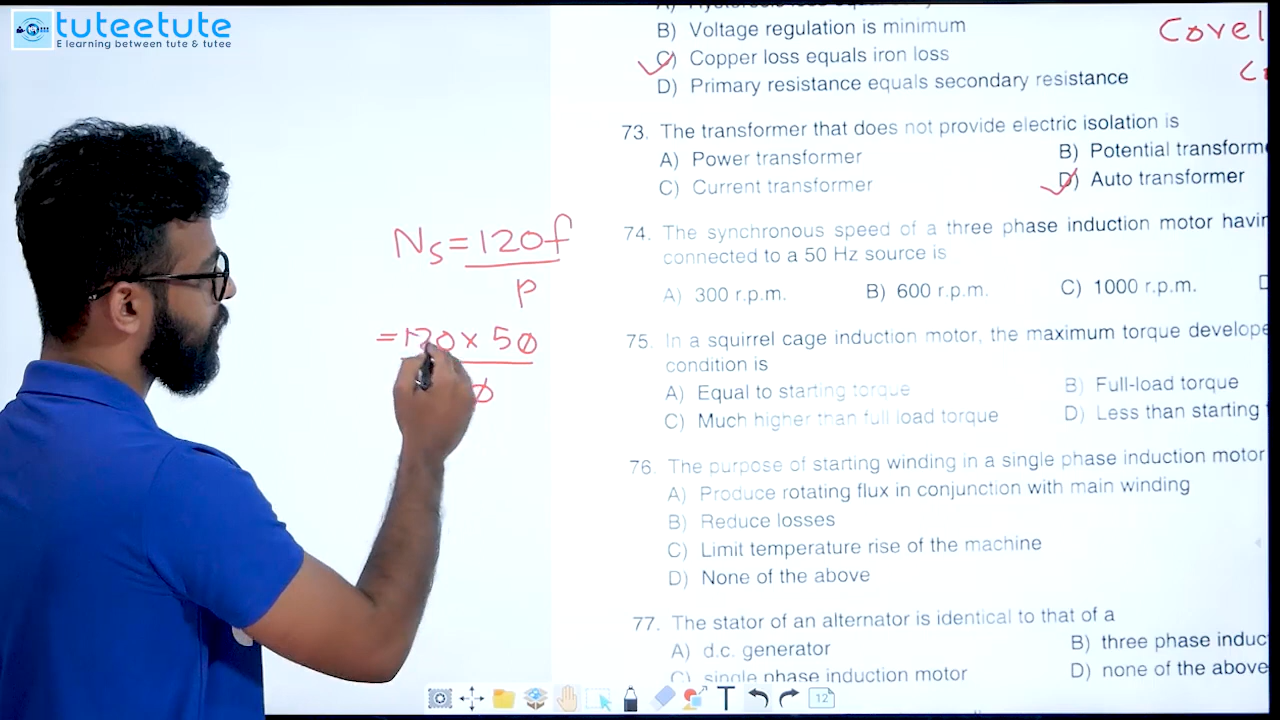 tuteetute
E learning between tute & tutee
B) Voltage regulation is minimum
C) Copper loss equals iron loss
D) Primary resistance equals secondary resistance
73. The transformer that does not provide electric isolation is
A) Power transformer
B) Potential transform
C) Current transformer
D) Auto transformer
74. The synchronous speed of a three phase induction motor havin
connected to a 50 Hz source is
A) 300 r.p.m.
B) 600 r.p.m.
C) 1000 r.p.m.
75. In a squirrel cage induction motor, the maximum torque develope
condition is
A) Equal to starting torque
B) Full-load torque
C) Much higher than full load torque
D) Less than starting
76. The purpose of starting winding in a single phase induction motor
A) Produce rotating flux in conjunction with main winding
B) Reduce losses
C) Limit temperature rise of the machine
D) None of the above
77. The stator of an alternator is identical to that of a
A) d.c. generator
B) three phase induc
C) single phase induction motor
D) none of the above
Ns = 120f
P
= 120 x 50
0
Corel
12